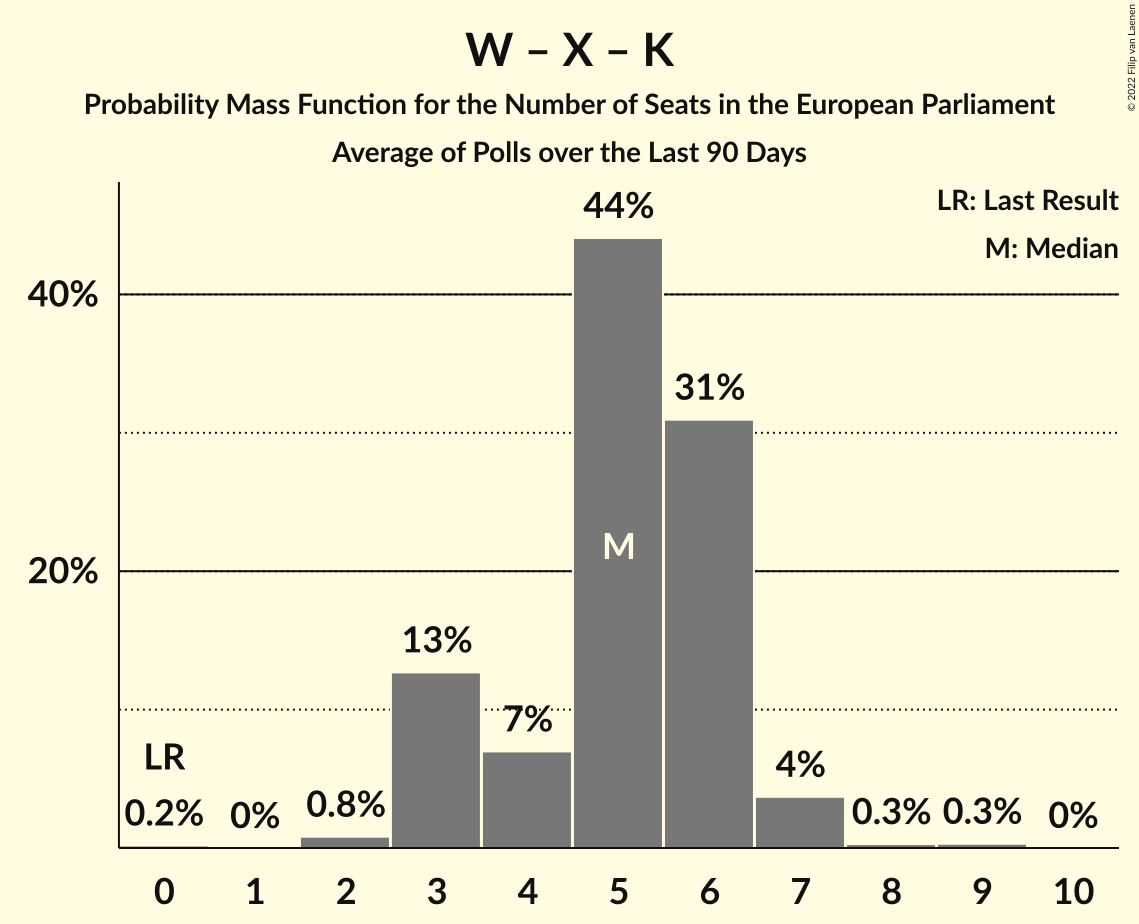 W – X – K
Probability Mass Function for the Number of Seats in the European Parliament
Average of Polls over the Last 90 Days
© 2022 Filip van Laenen
LR: Last Result
M: Median
44%
40%
31%
M
20%
13%
7%
LR
4%
0.2% 0% 0.8% 0.3% 0.3% 0%
0 1 2 3 4 5 6 7 8 9 10